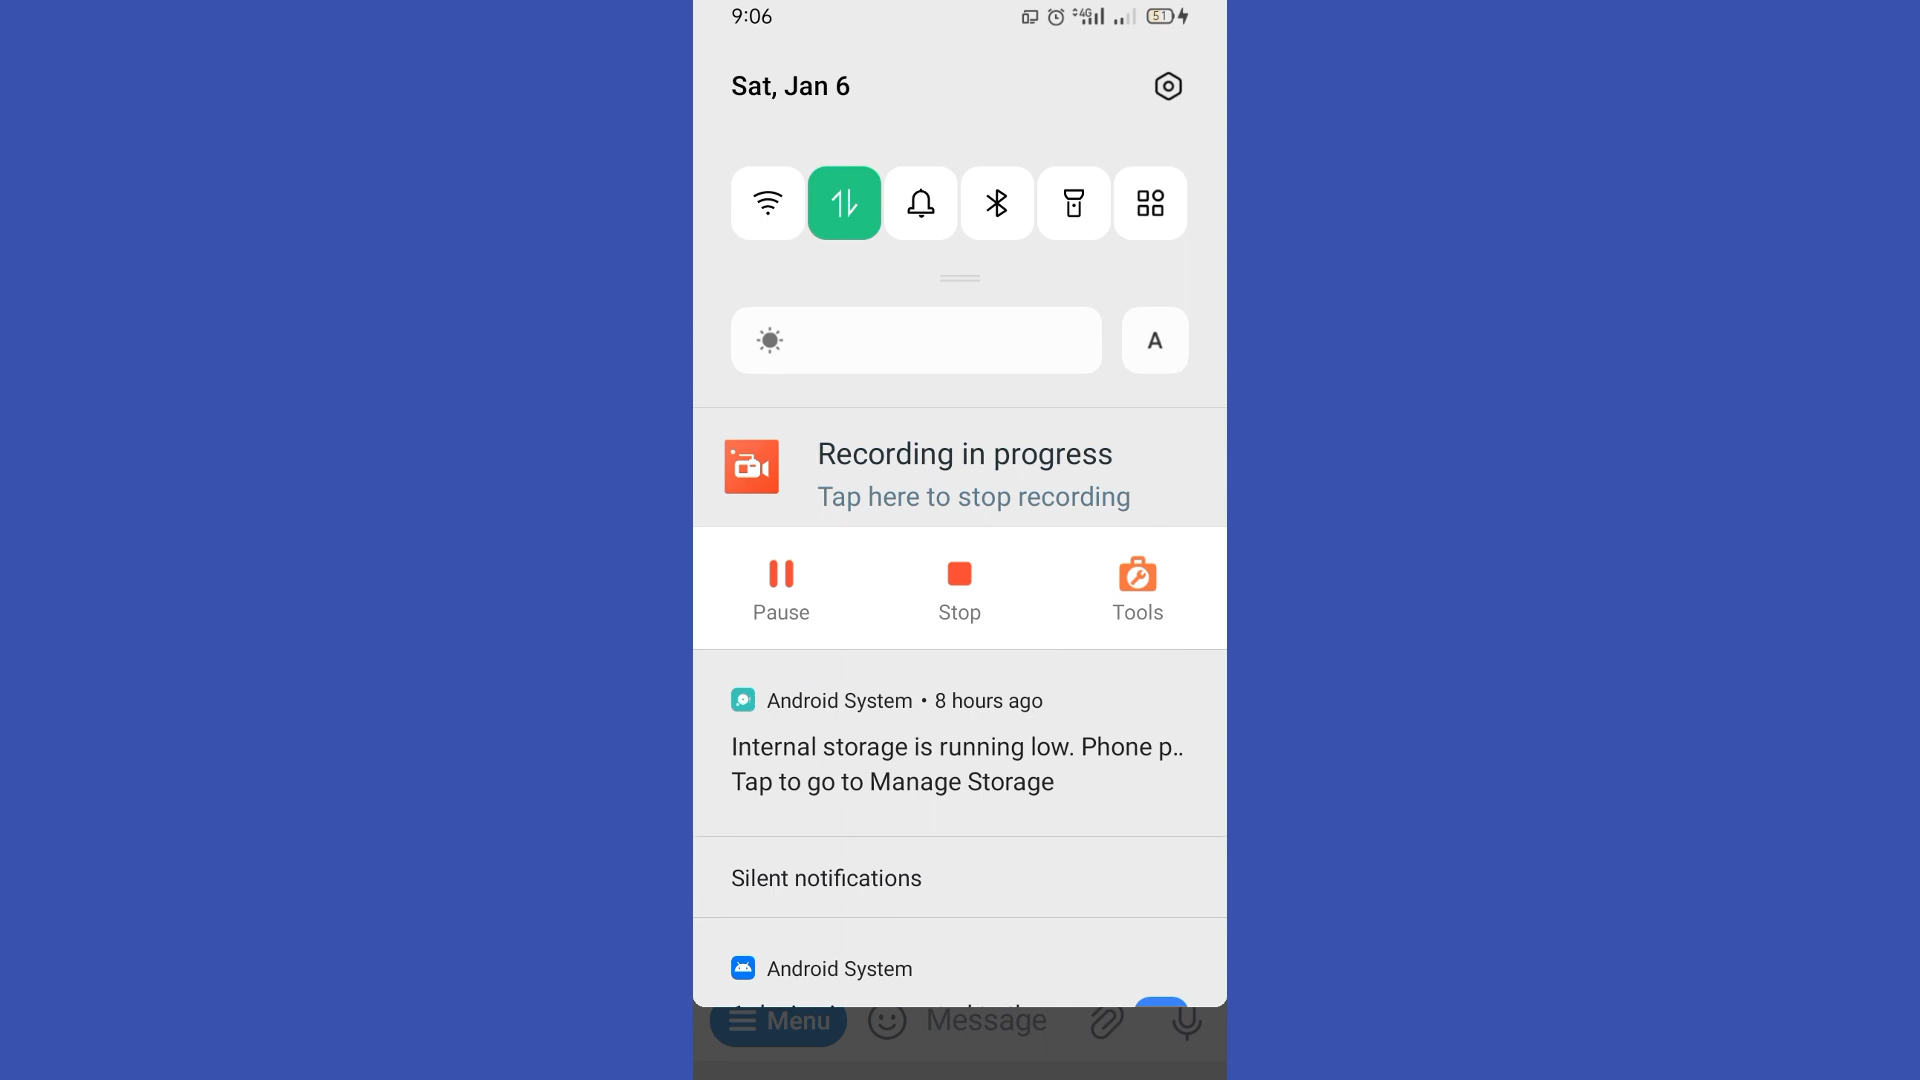 9:06
4G
51
Sat, Jan 6
A
Recording in progress
Tap here to stop recording
Pause
Stop
Tools
Android System • 8 hours ago
Internal storage is running low. Phone p..
Tap to go to Manage Storage
Silent notifications
Android System
Menu
Message